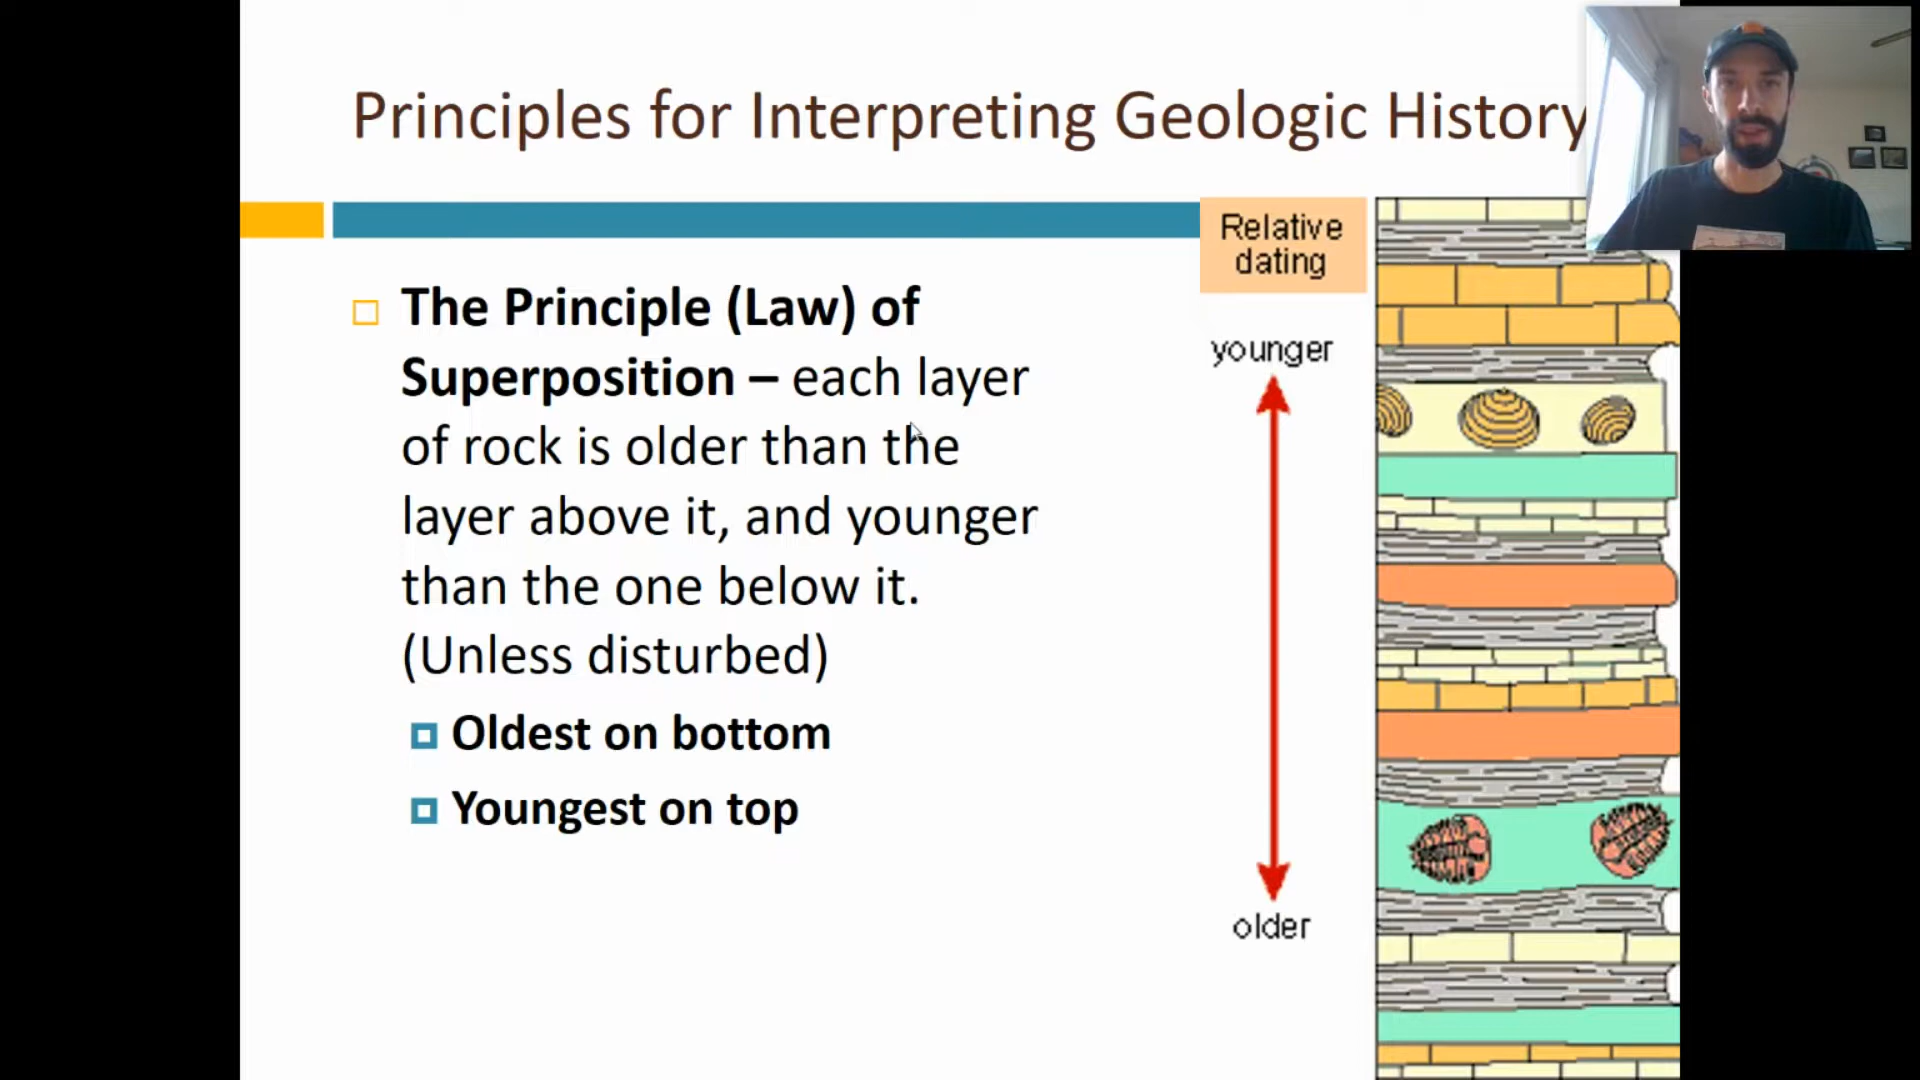 Principles for Interpreting Geologic History
Relative
dating
younger
older
The Principle (Law) of
Superposition – each layer
of rock is older than the
layer above it, and younger
than the one below it.
(Unless disturbed)
Oldest on bottom
Youngest on top